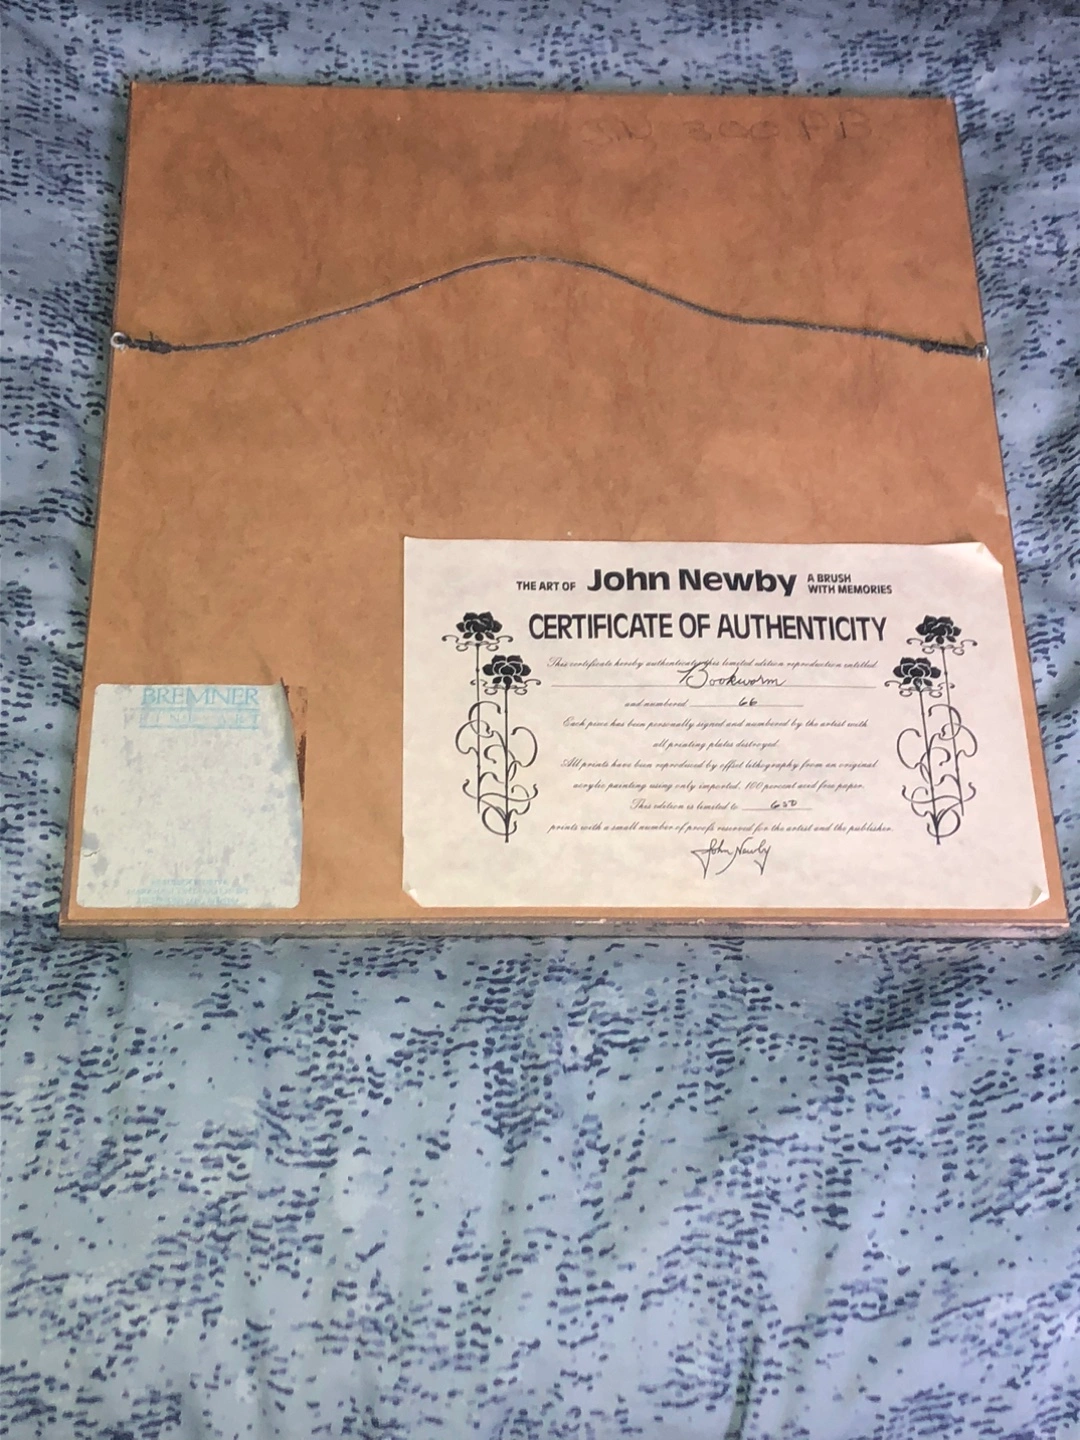 300 P.B.
THE ART OF John Newby A BRUSH WITH MEMORIES
CERTIFICATE OF AUTHENTICITY
This certificate hereby authenticates this limited edition reproduction entitled
Bookworm
and numbered 66
Each piece has been personally signed and numbered by the artist with
all printing plates destroyed.
All prints have been reproduced by offset lithography from an original
acrylic painting using only imported, 100 percent acid free paper.
This edition is limited to 600
prints with a small number of proofs reserved for the artist and the publisher.
John Newby
BREMNER